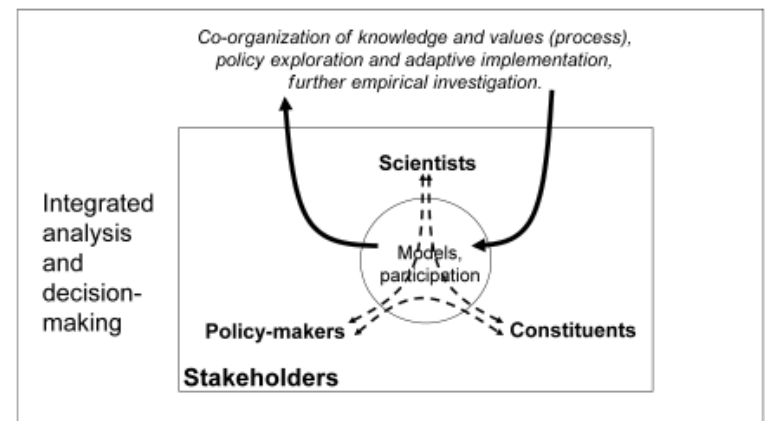 Co-organization of knowledge and values (process),
policy exploration and adaptive implementation,
further empirical investigation.
Scientists
Integrated
analysis
and
decision-
making
Models,
participation
Policy-makers
Constituents
Stakeholders